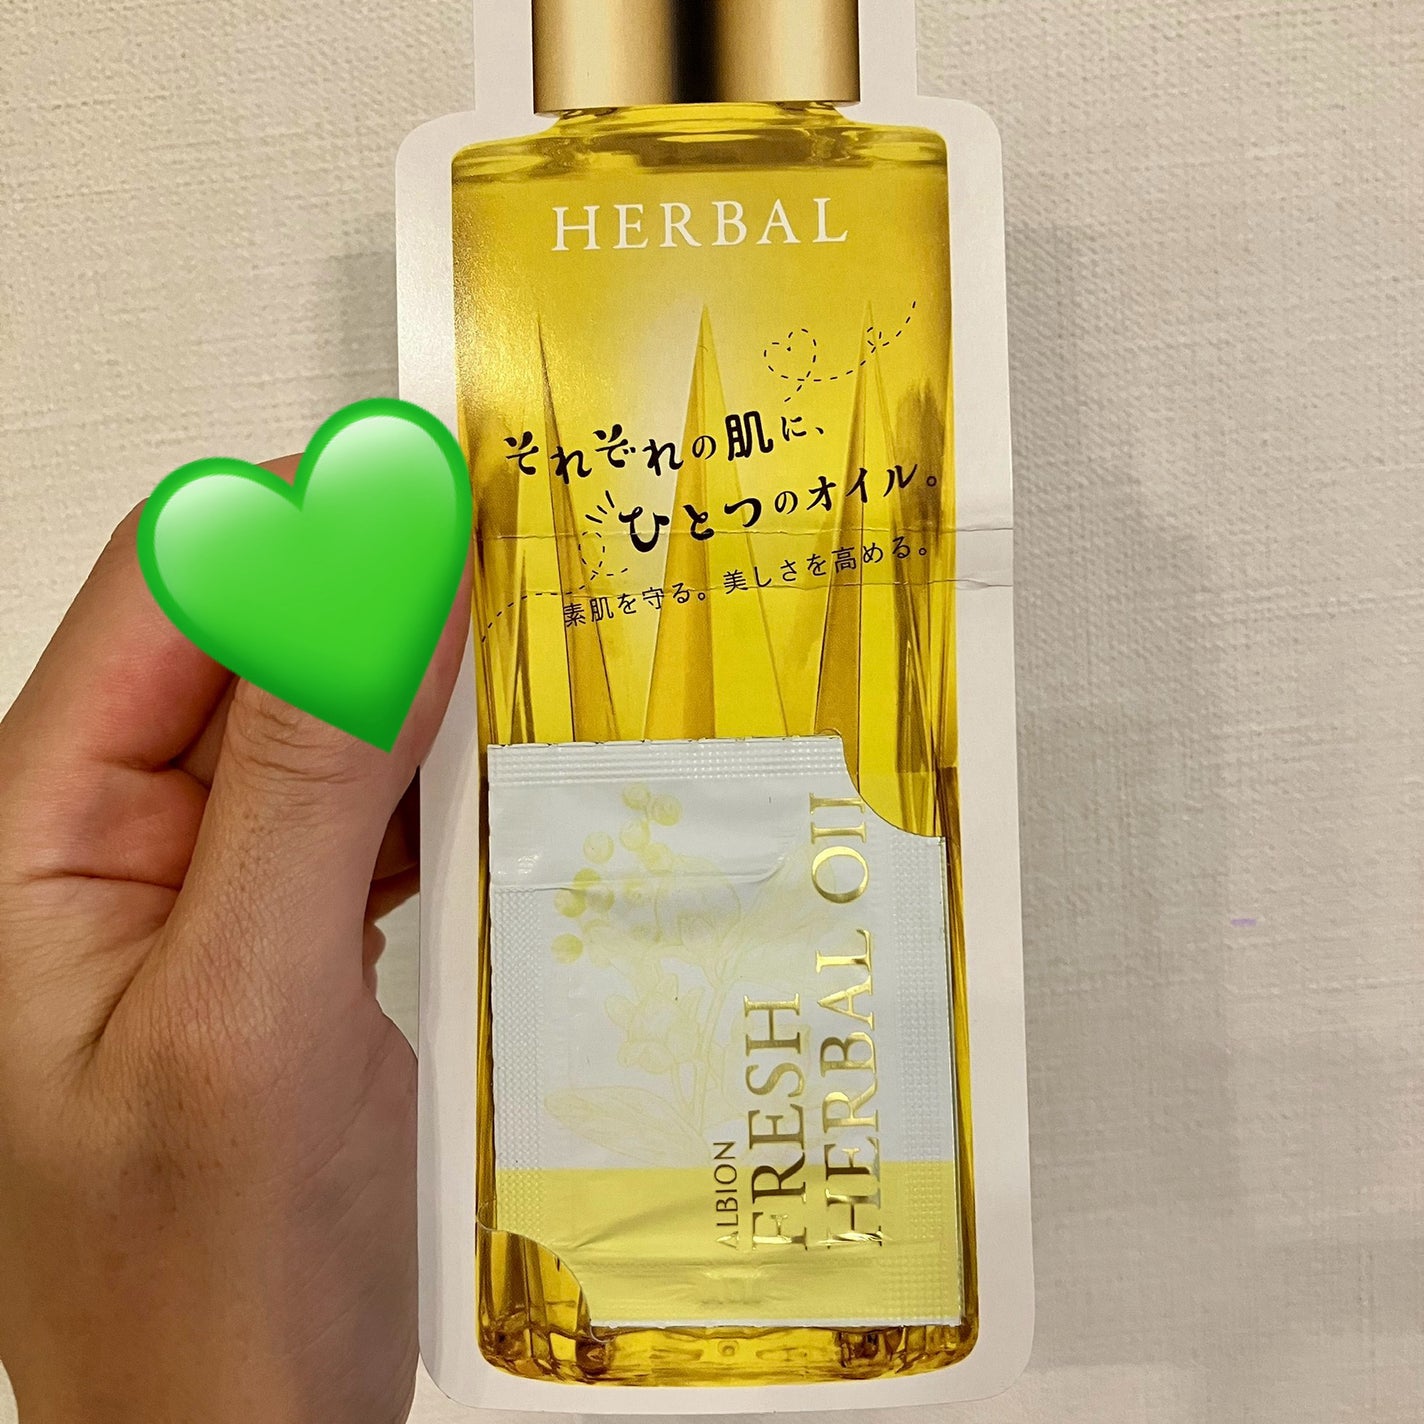 HERBAL
それぞれの肌に、
ひとつのオイル。
素肌を守る。美しさを高める。
ALBION
FRESH
HERBAL OIL